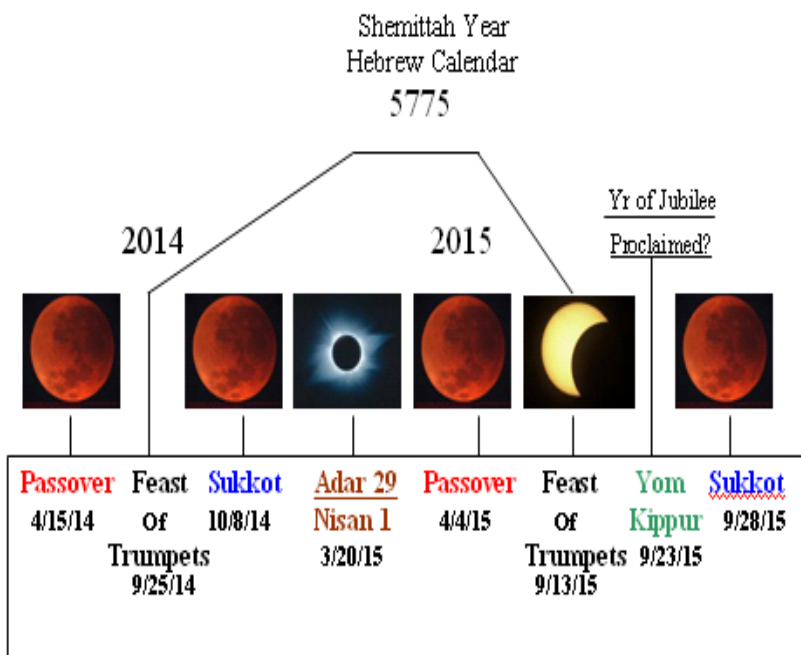 Shemittah Year
Hebrew Calendar
5775
Yr of Jubilee
Proclaimed?
2014
2015
Passover
4/15/14
Feast
Of
Trumpets
9/25/14
Sukkot
10/8/14
Adar 29
Nisan 1
3/20/15
Passover
4/4/15
Feast
Of
Trumpets
9/13/15
Yom
Kippur
9/23/15
Sukkot
9/28/15